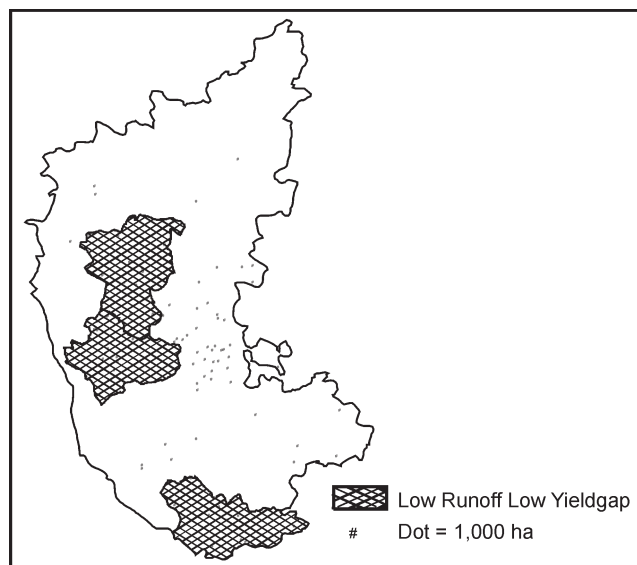 Low Runoff Low Yieldgap
# Dot = 1,000 ha